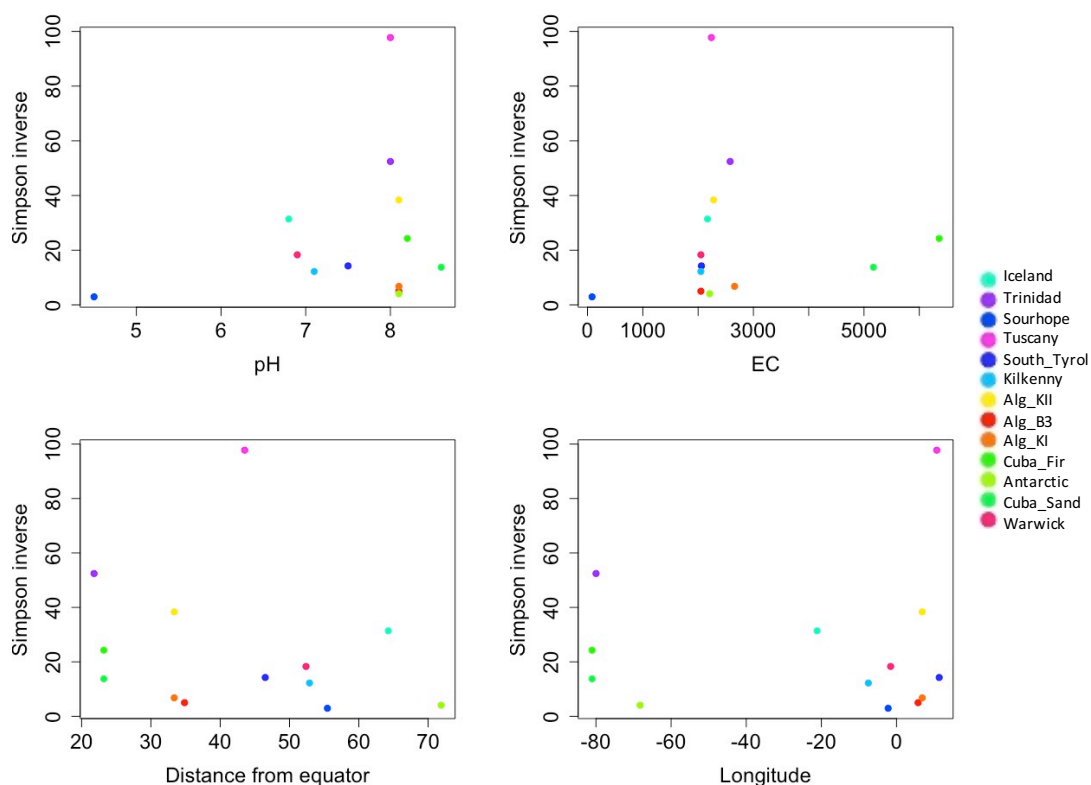 100
80
60
40
20
0
Simpson inverse
5 6 7 8
pH
100
80
60
40
20
0
Simpson inverse
0 1000 3000 5000
EC
Iceland
Trinidad
Sourhope
Tuscany
South_Tyrol
Kilkenny
Alg_KII
Alg_B3
Alg_KI
Cuba_Fir
Antarctic
Cuba_Sand
Warwick
100
80
60
40
20
0
Simpson inverse
20 30 40 50 60 70
Distance from equator
100
80
60
40
20
0
Simpson inverse
-80 -60 -40 -20 0
Longitude